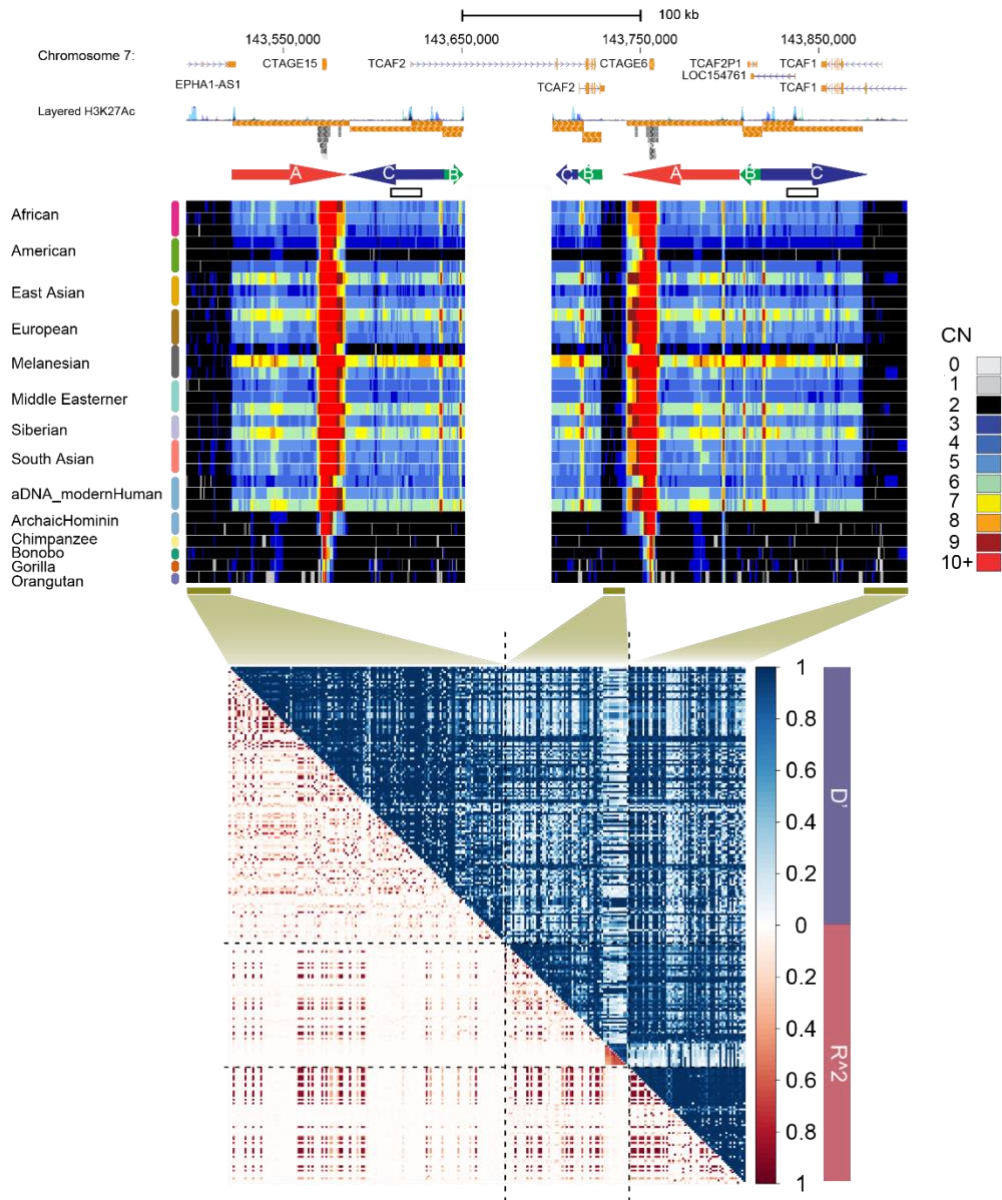 100 kb
Chromosome 7:
143,550,000
143,650,000
143,750,000
143,850,000
CTAGE15
TCAF2
CTAGE6
TCAF2P1
TCAF1
EPHA1-AS1
TCAF2
LOC154761
TCAF1
Layered H3K27Ac
A
C
B
C
B
A
B
C
African
American
East Asian
European
Melanesian
Middle Easterner
Siberian
South Asian
aDNA_modernHuman
ArchaicHominin
Chimpanzee
Bonobo
Gorilla
Orangutan
CN
0
1
2
3
4
5
6
7
8
9
10+
1
0.8
0.6
0.4
0.2
0
0.2
0.4
0.6
0.8
1
D'
R^2